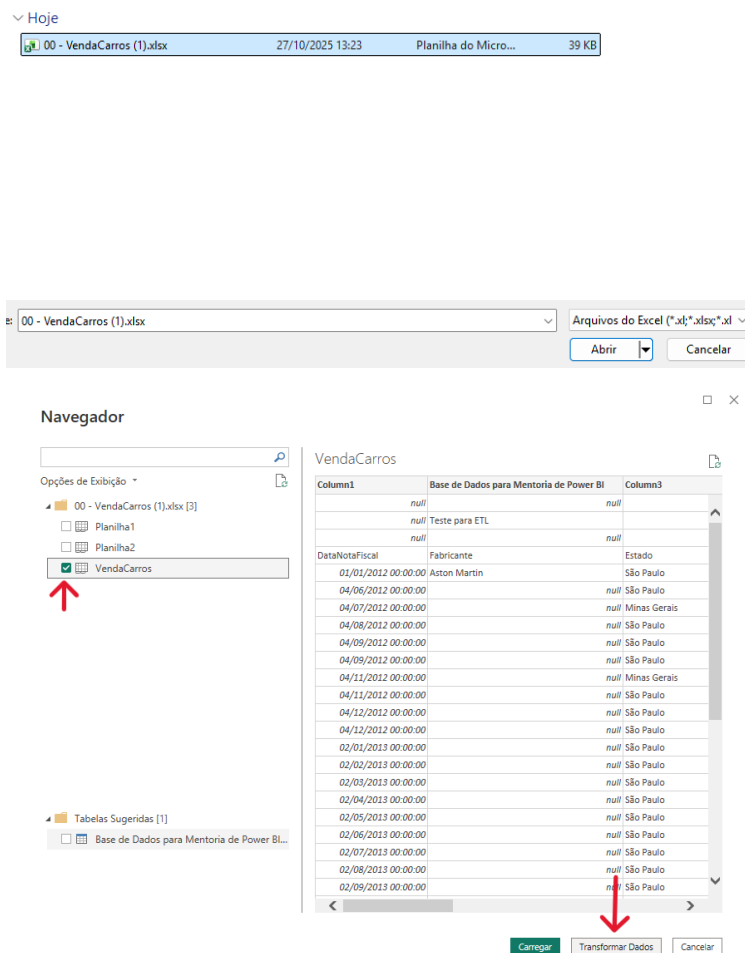 Hoje
00 - VendaCarros (1).xlsx 27/10/2025 13:23 Planilha do Micro... 39 KB
e: 00 - VendaCarros (1).xlsx Arquivos do Excel (*.xl;*.xlsx;*.xl
Abrir Cancelar
Navegador
Opções de Exibição
00 - VendaCarros (1).xlsx [3]
Planilha1
Planilha2
VendaCarros
Tabelas Sugeridas [1]
Base de Dados para Mentoria de Power BI...
VendaCarros
Column1 Base de Dados para Mentoria de Power BI Column3
null null
null Teste para ETL
null null
DataNotaFiscal Fabricante Estado
01/01/2012 00:00:00 Aston Martin São Paulo
04/06/2012 00:00:00 null São Paulo
04/07/2012 00:00:00 null Minas Gerais
04/08/2012 00:00:00 null São Paulo
04/09/2012 00:00:00 null São Paulo
04/09/2012 00:00:00 null São Paulo
04/11/2012 00:00:00 null Minas Gerais
04/11/2012 00:00:00 null São Paulo
04/12/2012 00:00:00 null São Paulo
04/12/2012 00:00:00 null São Paulo
02/01/2013 00:00:00 null São Paulo
02/02/2013 00:00:00 null São Paulo
02/03/2013 00:00:00 null São Paulo
02/04/2013 00:00:00 null São Paulo
02/05/2013 00:00:00 null São Paulo
02/06/2013 00:00:00 null São Paulo
02/07/2013 00:00:00 null São Paulo
02/08/2013 00:00:00 null São Paulo
02/09/2013 00:00:00 null São Paulo
Carregar Transformar Dados Cancelar